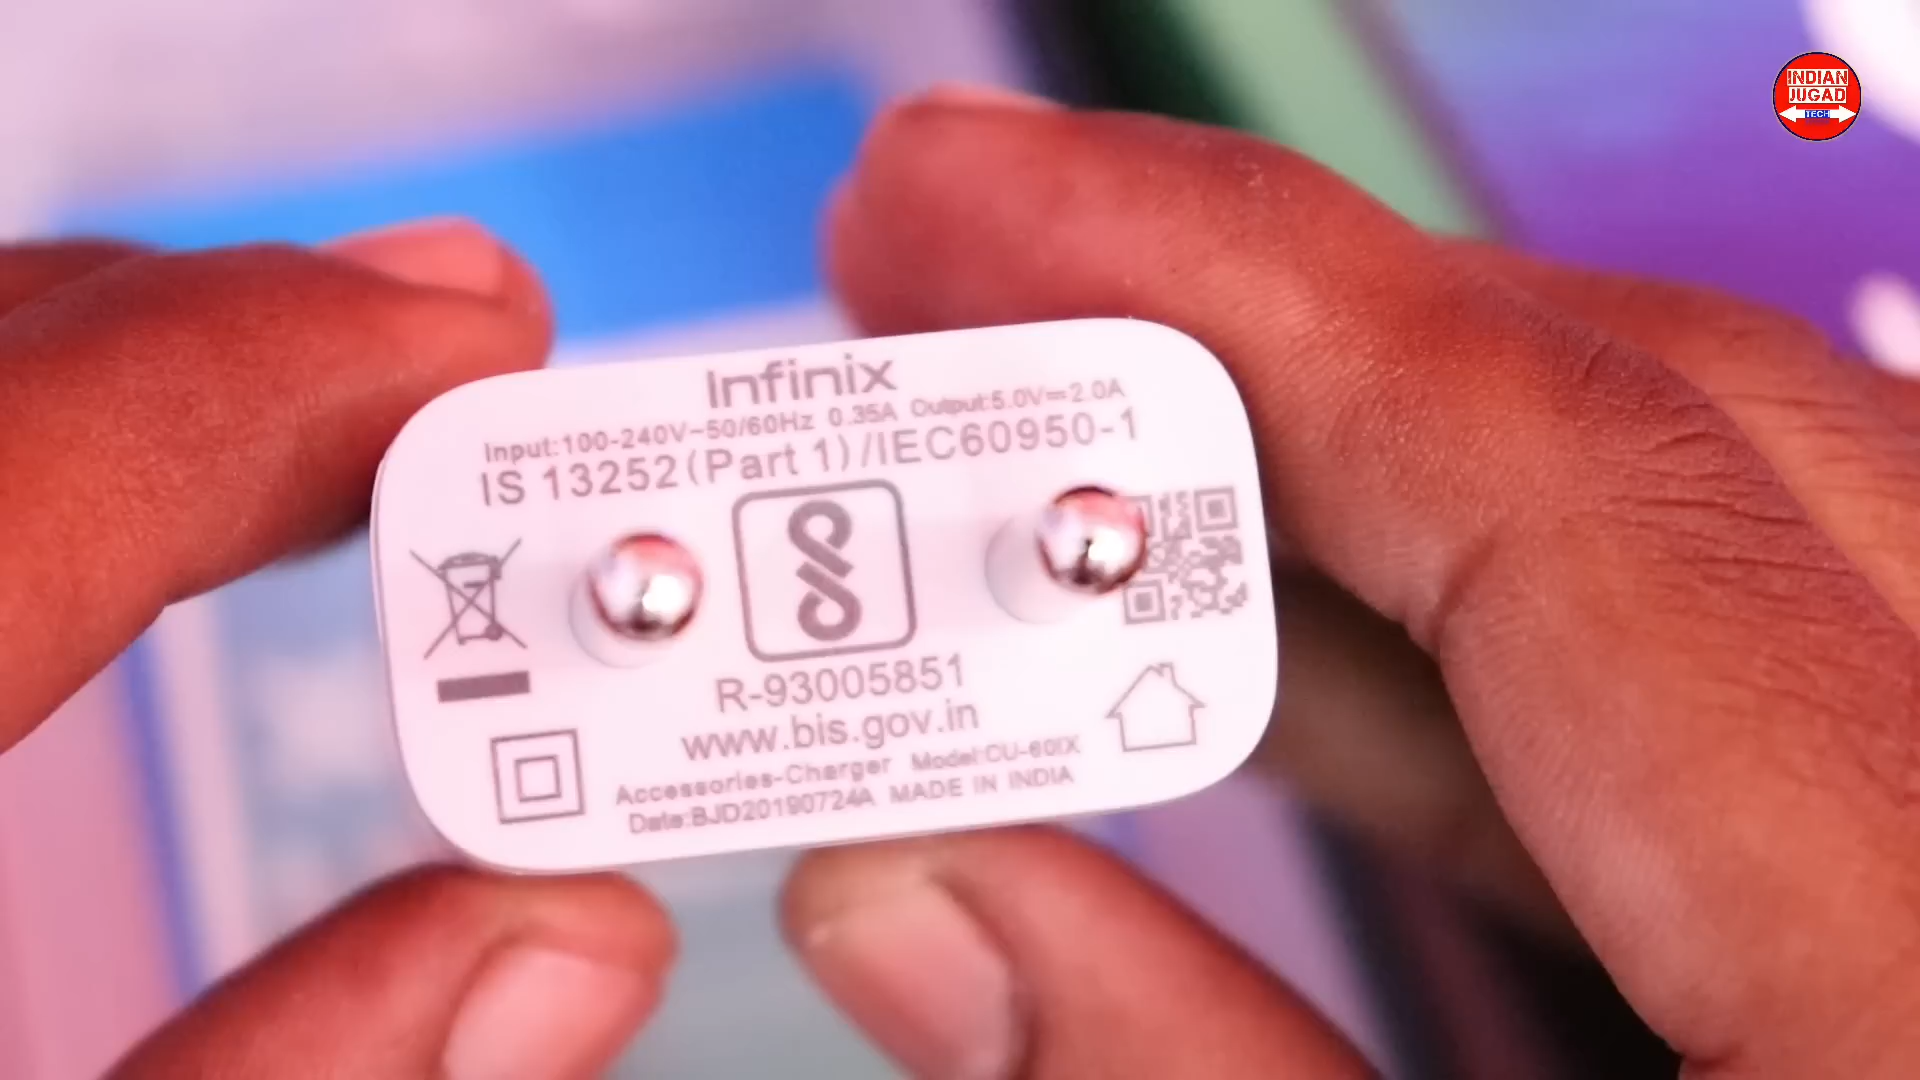 INDIAN
JUGAD
TECH
Infinix
Input:100-240V~50/60Hz 0.35A Output:5.0V⎓2.0A
IS 13252(Part 1)/IEC60950-1
R-93005851
www.bis.gov.in
Accessories-Charger Model:CU-60IX
Date:BJD20190724A MADE IN INDIA